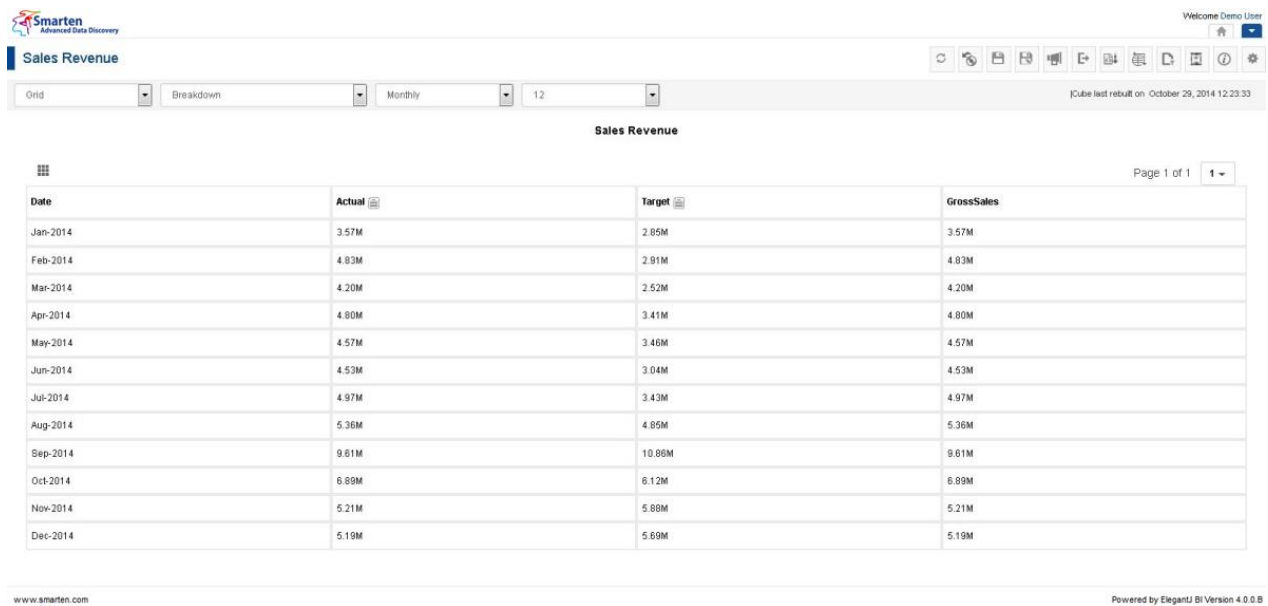 Smarten
Advanced Data Discovery
Welcome Demo User
Sales Revenue
Grid Breakdown Monthly 12 |Cube last rebuilt on October 29, 2014 12:23:33
Sales Revenue
Page 1 of 1 1
Date Actual Target GrossSales
Jan-2014 3.57M 2.85M 3.57M
Feb-2014 4.83M 2.91M 4.83M
Mar-2014 4.20M 2.52M 4.20M
Apr-2014 4.80M 3.41M 4.80M
May-2014 4.57M 3.46M 4.57M
Jun-2014 4.53M 3.04M 4.53M
Jul-2014 4.97M 3.43M 4.97M
Aug-2014 5.36M 4.85M 5.36M
Sep-2014 9.61M 10.86M 9.61M
Oct-2014 6.89M 6.12M 6.89M
Nov-2014 5.21M 5.88M 5.21M
Dec-2014 5.19M 5.69M 5.19M
www.smarten.com Powered by ElegantJ BI Version 4.0.0.B